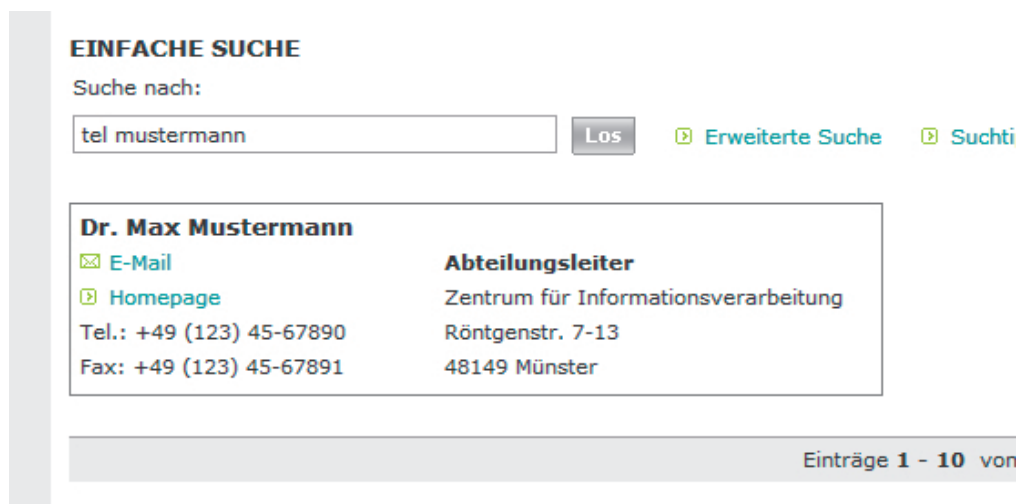 EINFACHE SUCHE
Suche nach:
tel mustermann Los Erweiterte Suche
Dr. Max Mustermann
E-Mail Abteilungsleiter
Homepage Zentrum für Informationsverarbeitung
Tel.: +49 (123) 45-67890 Röntgenstr. 7-13
Fax: +49 (123) 45-67891 48149 Münster
Einträge 1 - 10 von